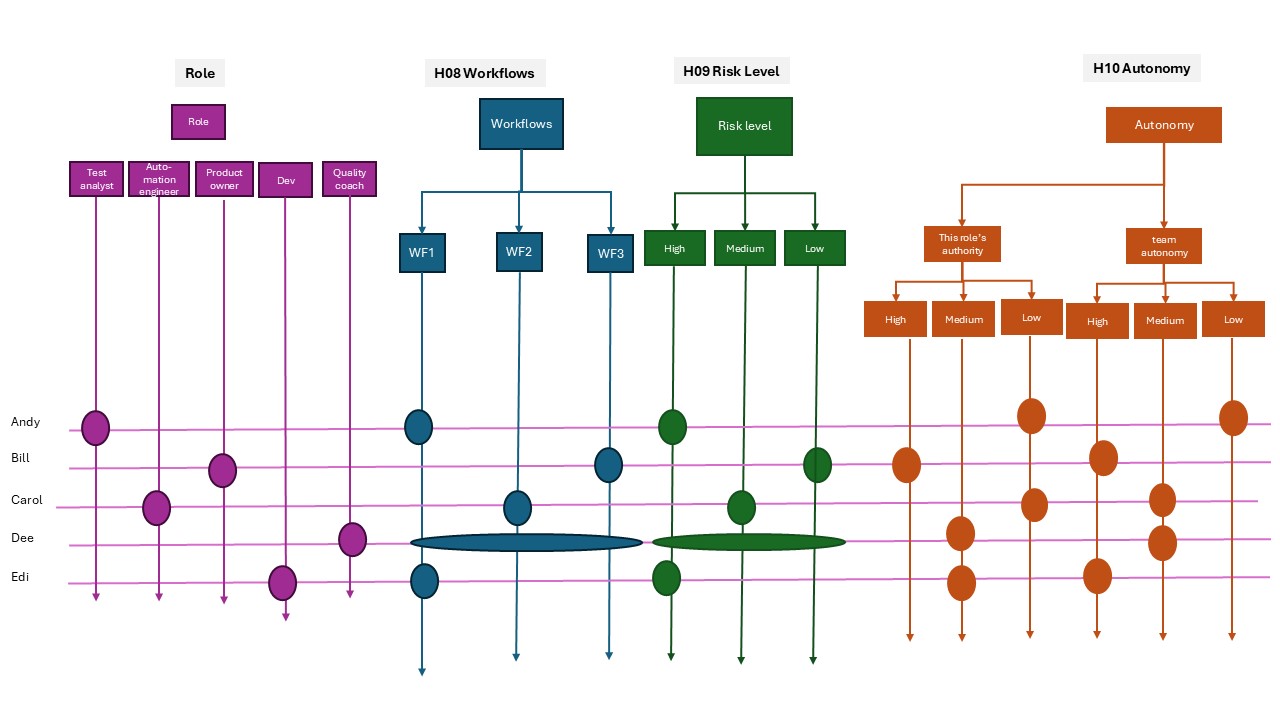 Role
H08 Workflows
H09 Risk Level
H10 Autonomy
Role
Workflows
Risk level
Autonomy
Test
analyst
Auto-
mation
engineer
Product
owner
Dev
Quality
coach
WF1
WF2
WF3
High
Medium
Low
This role's
authority
team
autonomy
High
Medium
Low
High
Medium
Low
Andy
Bill
Carol
Dee
Edi